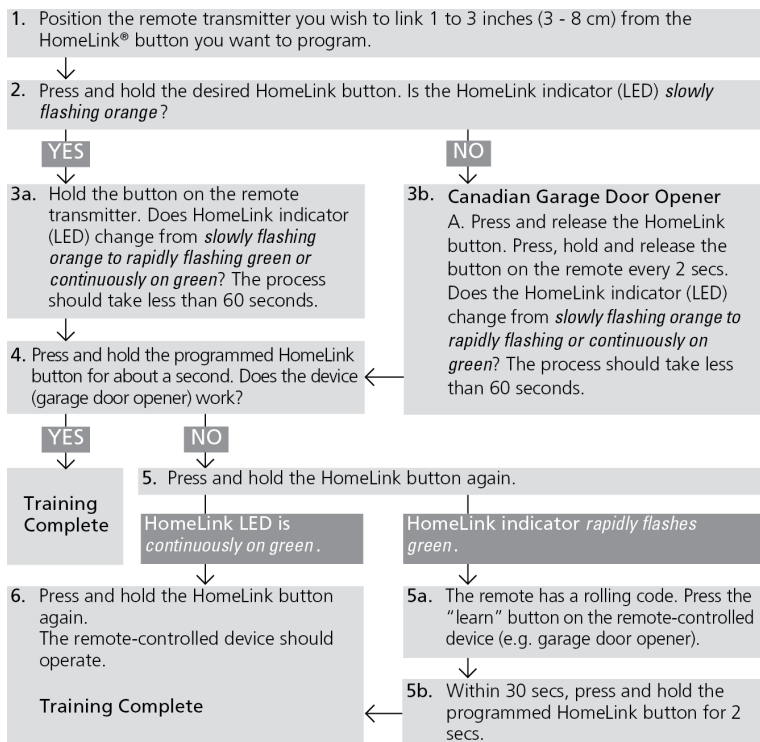 1. Position the remote transmitter you wish to link 1 to 3 inches (3 - 8 cm) from the
HomeLink® button you want to program.
2. Press and hold the desired HomeLink button. Is the HomeLink indicator (LED) slowly
flashing orange?
YES
NO
3a. Hold the button on the remote
transmitter. Does HomeLink indicator
(LED) change from slowly flashing
orange to rapidly flashing green or
continuously on green? The process
should take less than 60 seconds.
3b. Canadian Garage Door Opener
A. Press and release the HomeLink
button. Press, hold and release the
button on the remote every 2 secs.
Does the HomeLink indicator (LED)
change from slowly flashing orange to
rapidly flashing or continuously on
green? The process should take less
than 60 seconds.
4. Press and hold the programmed HomeLink
button for about a second. Does the device
(garage door opener) work?
YES
NO
Training
Complete
5. Press and hold the HomeLink button again.
HomeLink LED is
continuously on green.
HomeLink indicator rapidly flashes
green.
6. Press and hold the HomeLink button
again.
The remote-controlled device should
operate.
Training Complete
5a. The remote has a rolling code. Press the
“learn” button on the remote-controlled
device (e.g. garage door opener).
5b. Within 30 secs, press and hold the
programmed HomeLink button for 2
secs.